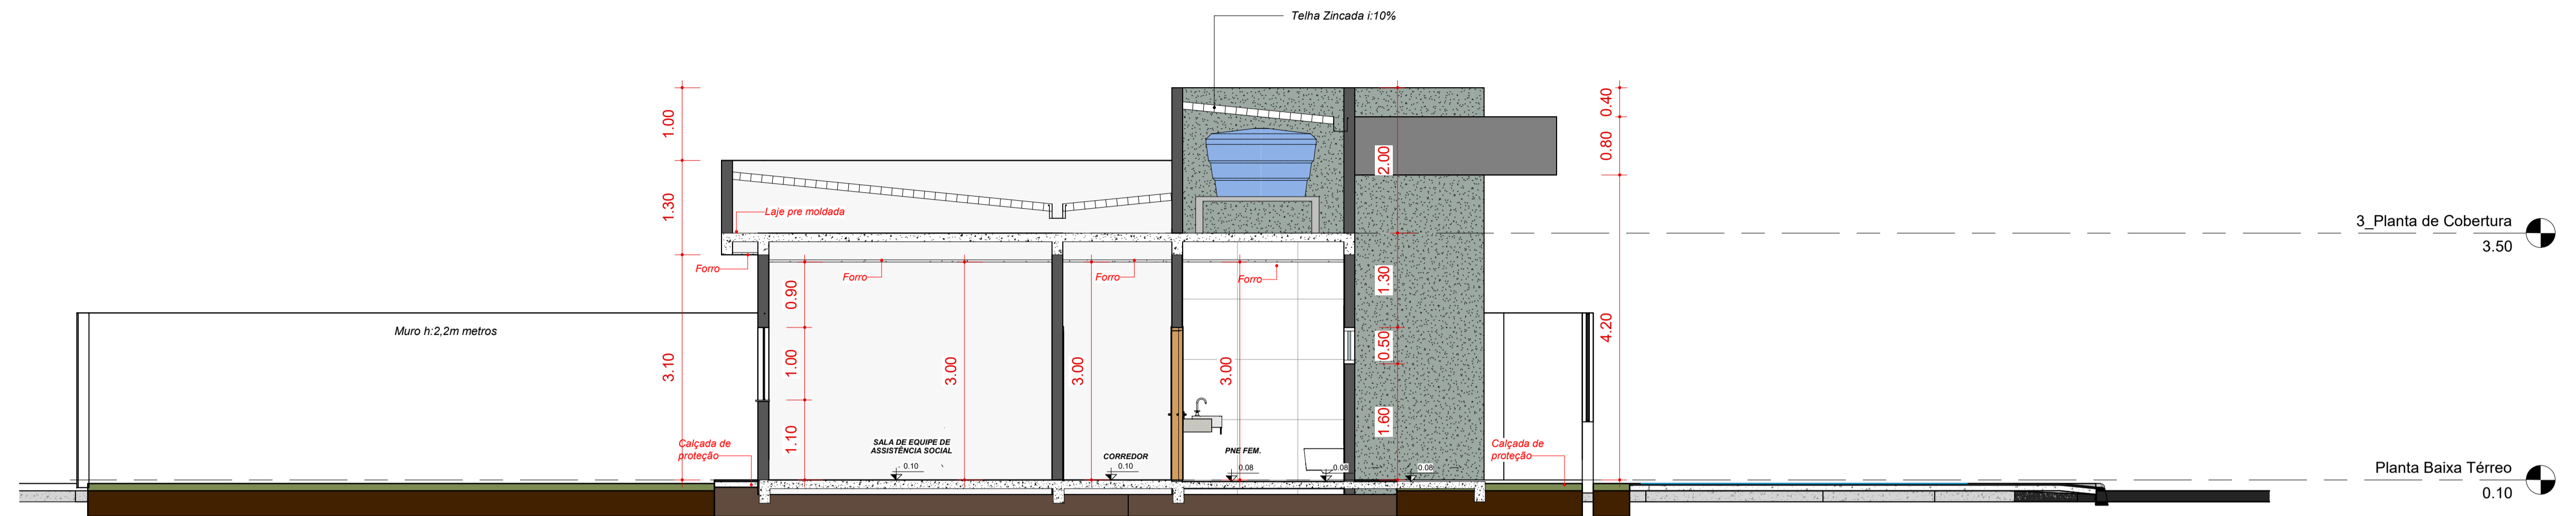 Telha Zincada i:10%
1.00
0.40
0.80
2.00
1.30
Laje pre moldada
3_Planta de Cobertura
3.50
Forro
Forro
Forro
Forro
0.90
1.30
Muro h:2,2m metros
3.10
1.00
3.00
3.00
3.00
0.50
4.20
1.10
1.60
Calçada de
proteção
SALA DE EQUIPE DE
ASSISTÊNCIA SOCIAL
CORREDOR
PNE FEM.
Calçada de
proteção
0.10
0.10
0.08
0.08
0.08
Planta Baixa Térreo
0.10